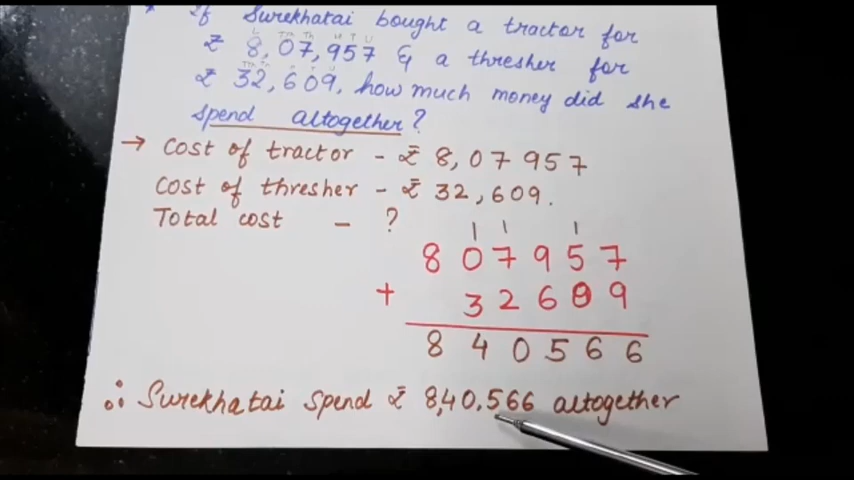 * If Surekhatai bought a tractor for
L TTh Th H T U
₹ 8,07,957 & a thresher for
₹ 32,609, how much money did she
spend altogether?
→ Cost of tractor - ₹ 8,07 957
Cost of thresher - ₹ 32,609.
Total cost - ?
1 1 1
8 0 7 9 5 7
+ 3 2 6 0 9
8 4 0 5 6 6
∴ Surekhatai Spend ₹ 8,40,566 altogether